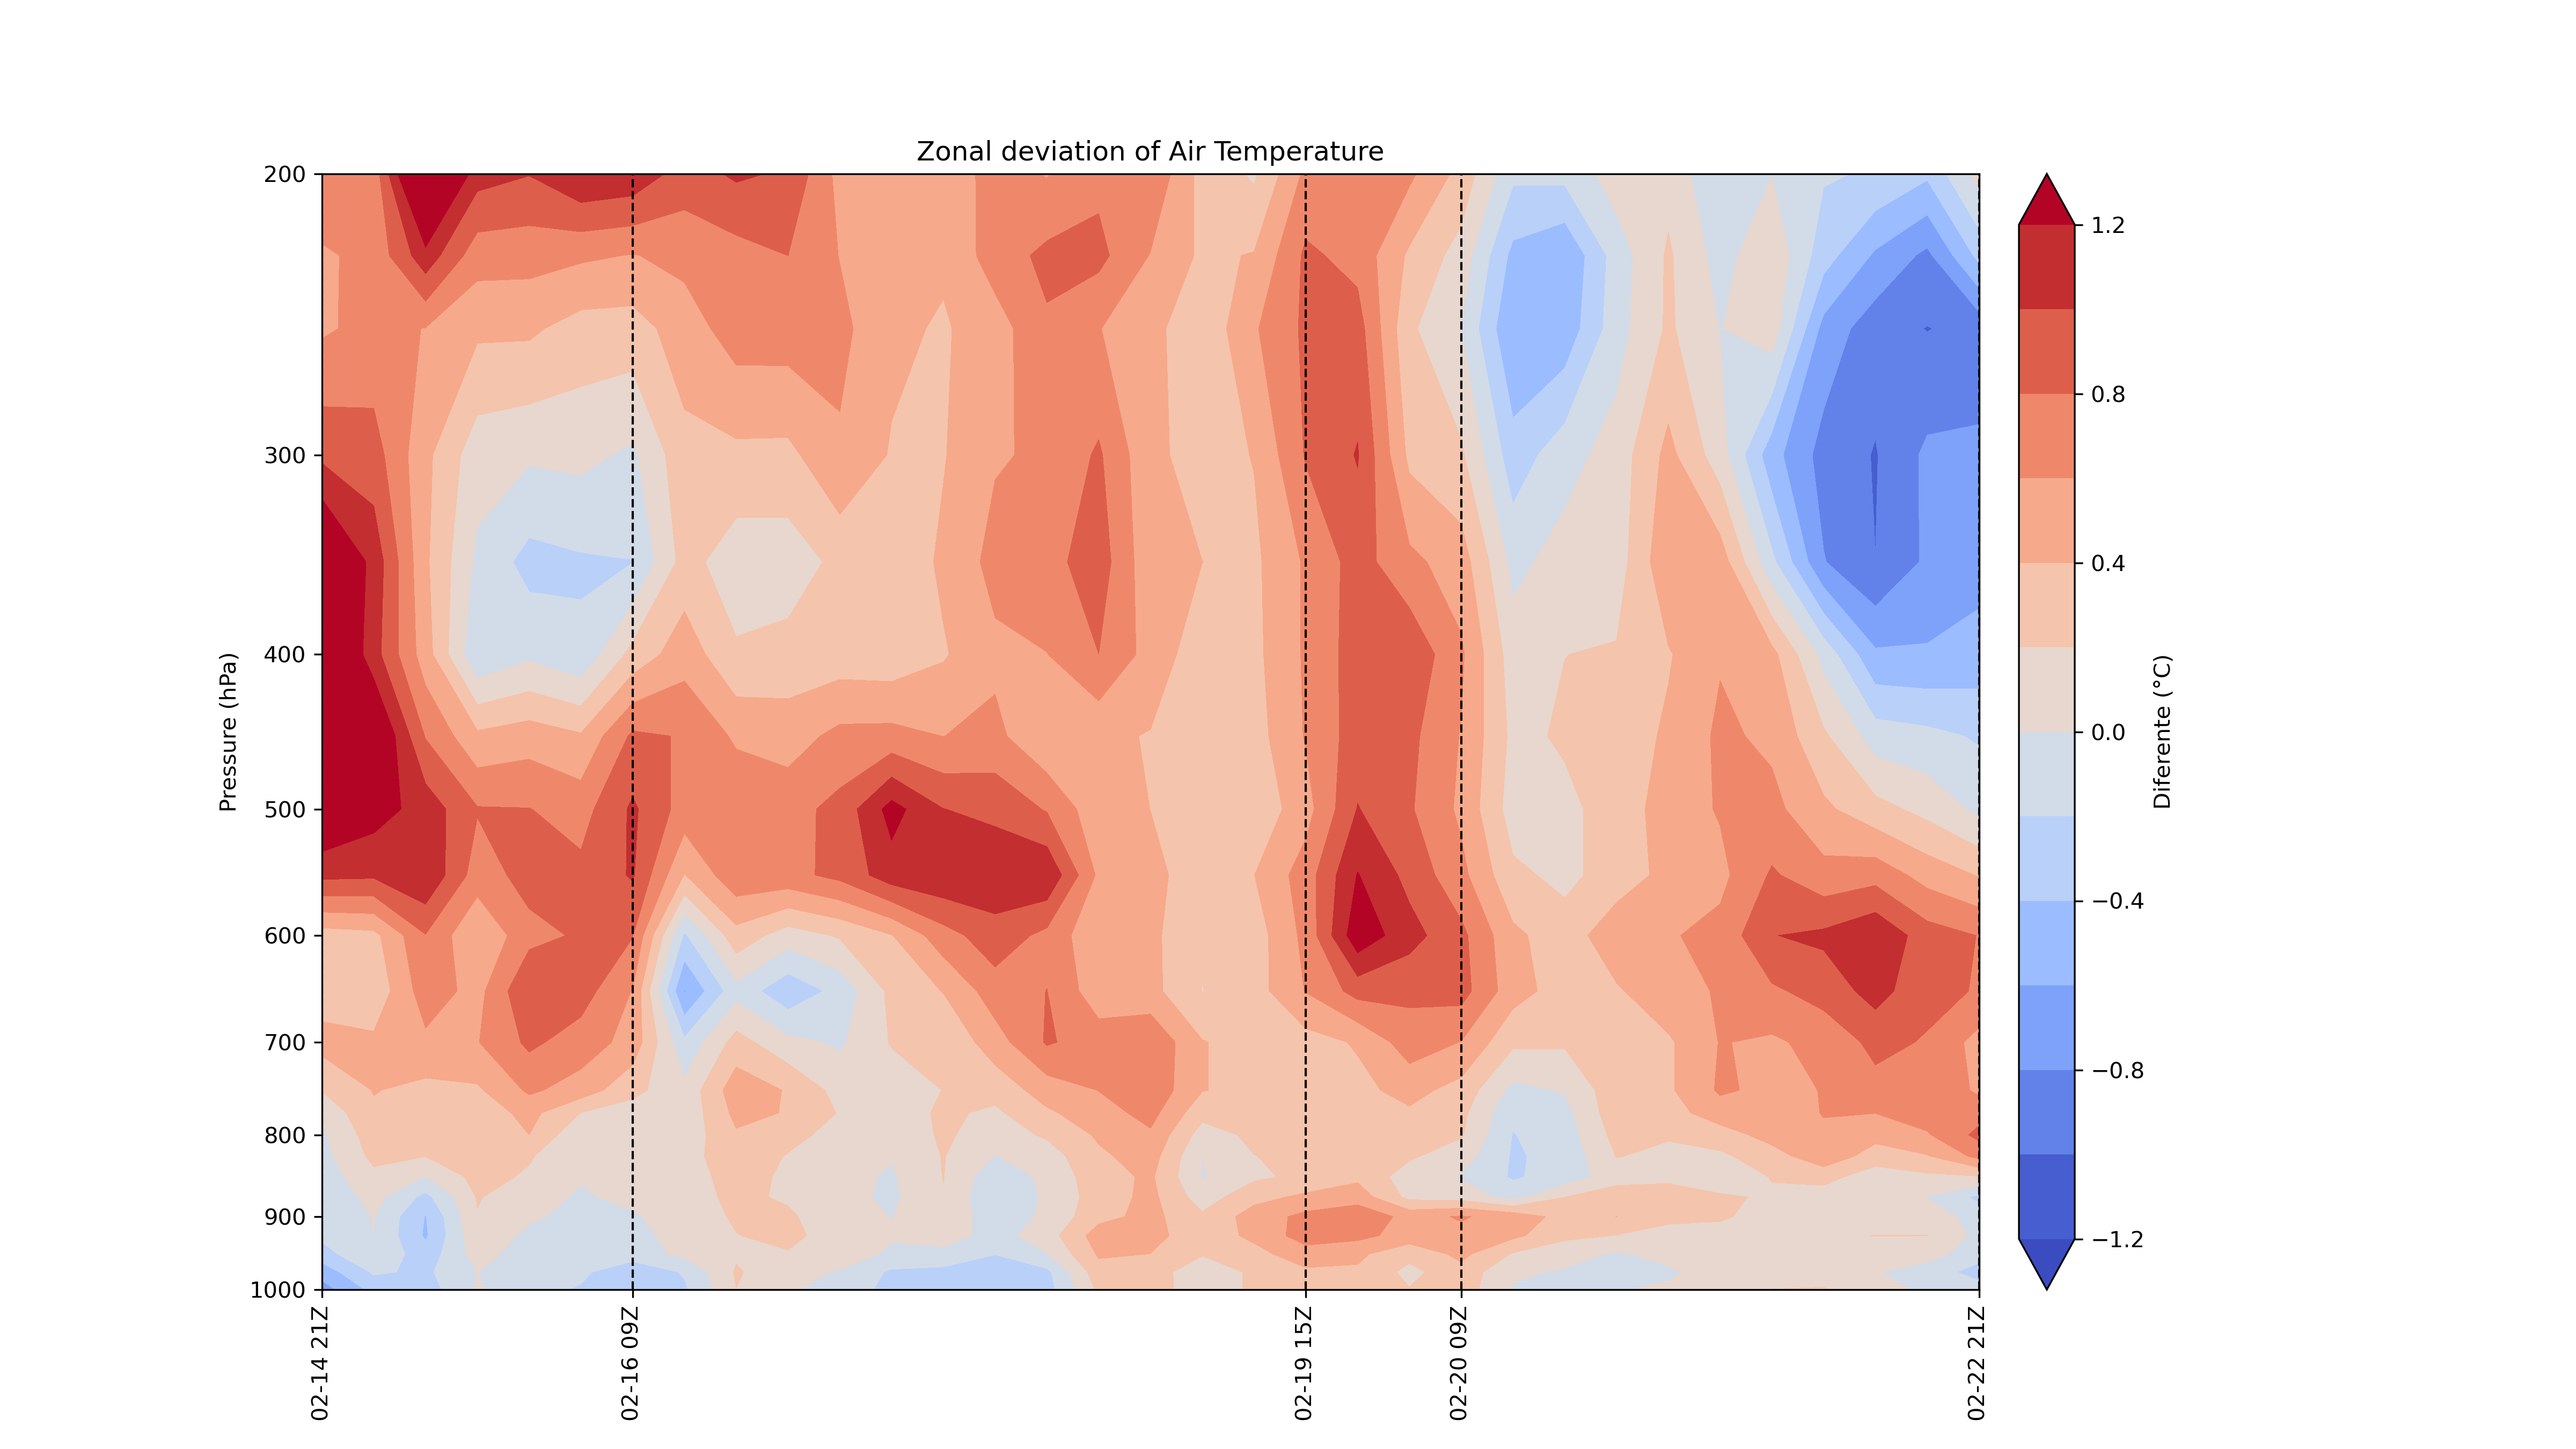 Zonal deviation of Air Temperature
Pressure (hPa)
200
300
400
500
600
700
800
900
1000
02-14 21Z
02-16 09Z
02-19 15Z
02-20 09Z
02-22 21Z
1.2
0.8
0.4
0.0
−0.4
−0.8
−1.2
Diferente (°C)